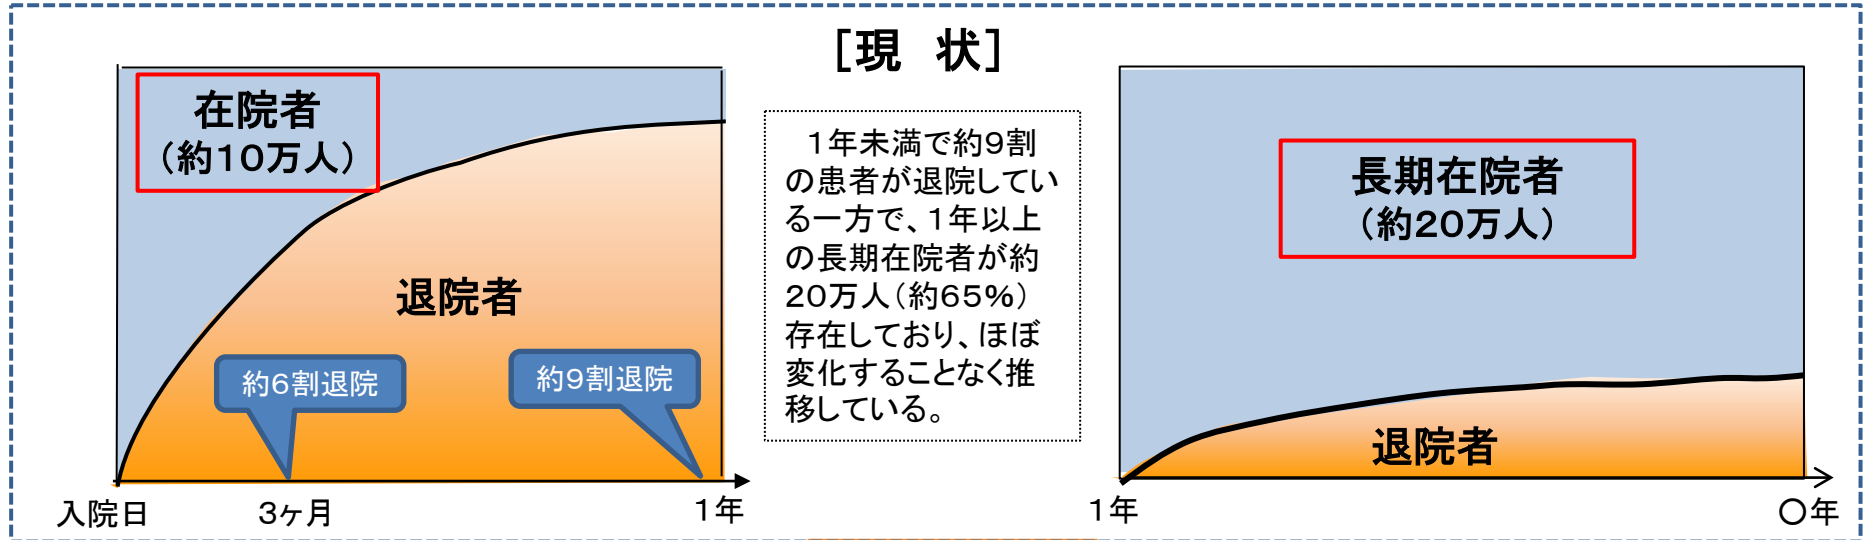 [現　状]
在院者
（約10万人）
退院者
約6割退院
約9割退院
入院日
3ヶ月
1年
1年未満で約9割
の患者が退院してい
る一方で、1年以上
の長期在院者が約
20万人（約65%）
存在しており、ほぼ
変化することなく推
移している。
長期在院者
（約20万人）
退院者
1年
○年